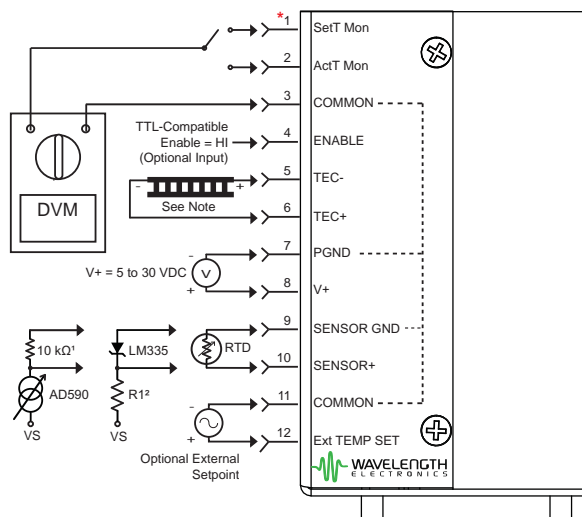 *1 SetT Mon
2 ActT Mon
3 COMMON
TTL-Compatible
Enable = HI
(Optional Input)
4 ENABLE
5 TEC-
- +
See Note
6 TEC+
DVM
7 PGND
-
V+ = 5 to 30 VDC
V
+
8 V+
9 SENSOR GND
10 kΩ¹
LM335
RTD
10 SENSOR+
AD590
R1²
VS
VS
11 COMMON
-
+
12 Ext TEMP SET
Optional External
Setpoint
WAVELENGTH
ELECTRONICS